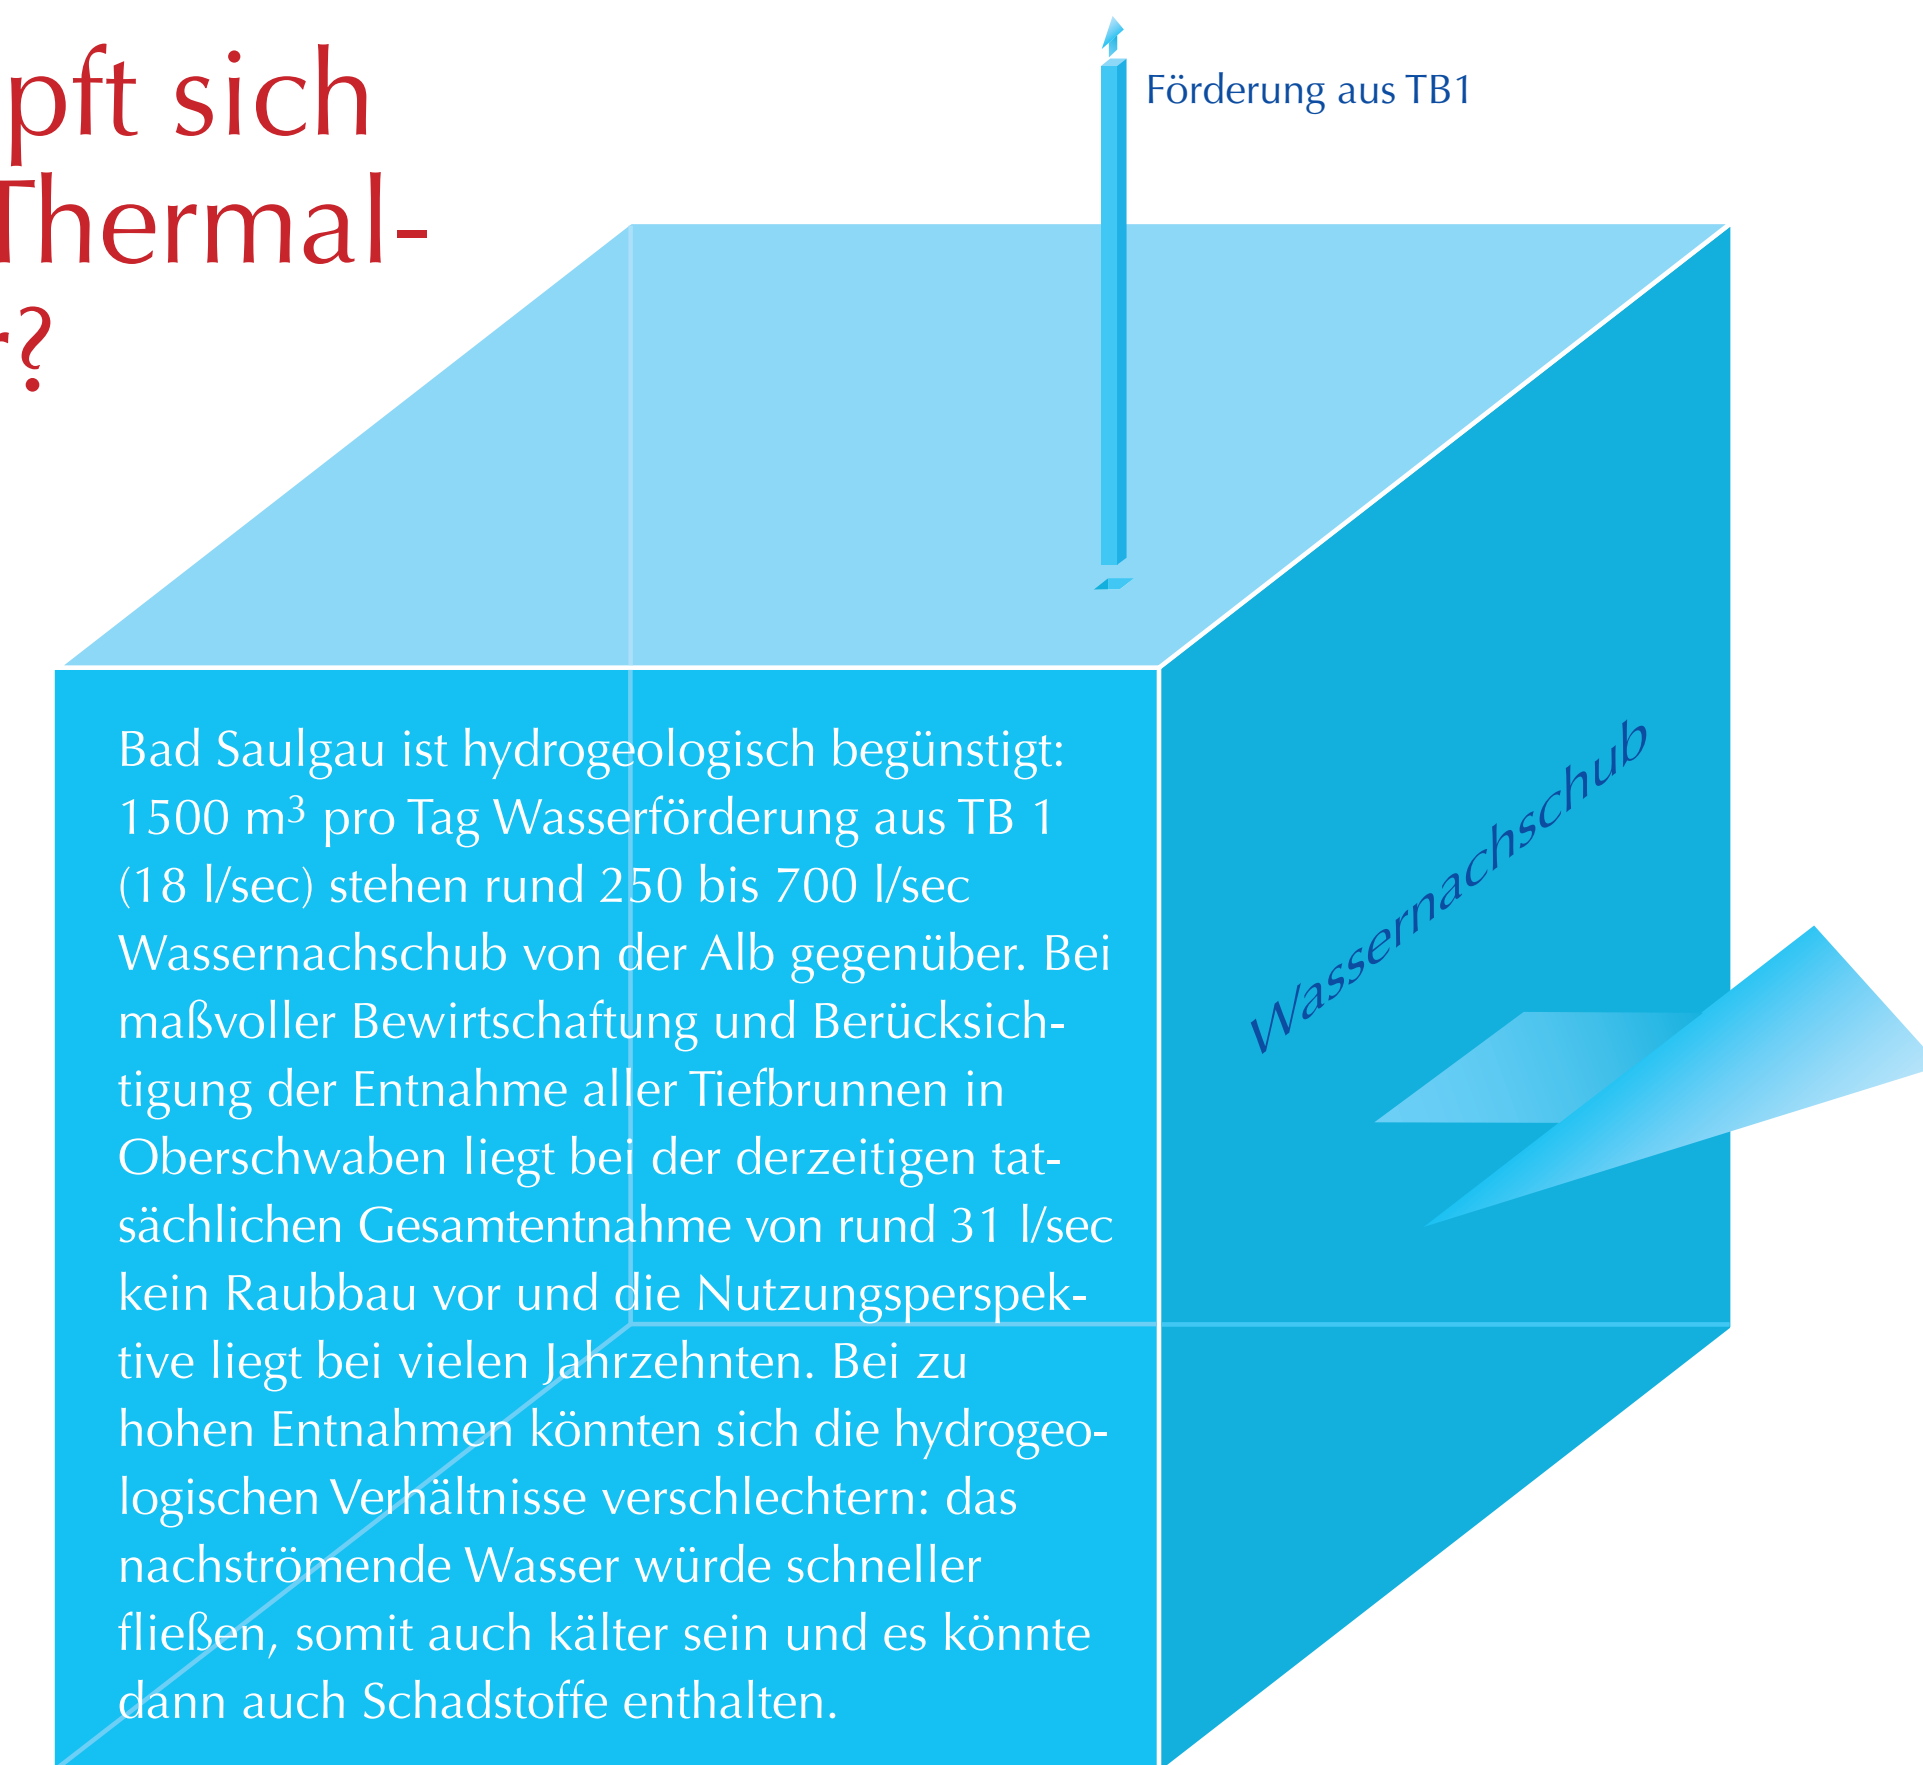 pft sich
Thermal-
r?
Förderung aus TB1
Bad Saulgau ist hydrogeologisch begünstigt:
1500 m³ pro Tag Wasserförderung aus TB 1
(18 l/sec) stehen rund 250 bis 700 l/sec
Wassernachschub von der Alb gegenüber. Bei
maßvoller Bewirtschaftung und Berücksich-
tigung der Entnahme aller Tiefbrunnen in
Oberschwaben liegt bei der derzeitigen tat-
sächlichen Gesamtentnahme von rund 31 l/sec
kein Raubbau vor und die Nutzungsperspek-
tive liegt bei vielen Jahrzehnten. Bei zu
hohen Entnahmen könnten sich die hydrogeo-
logischen Verhältnisse verschlechtern: das
nachströmende Wasser würde schneller
fließen, somit auch kälter sein und es könnte
dann auch Schadstoffe enthalten.
Wassernachschub